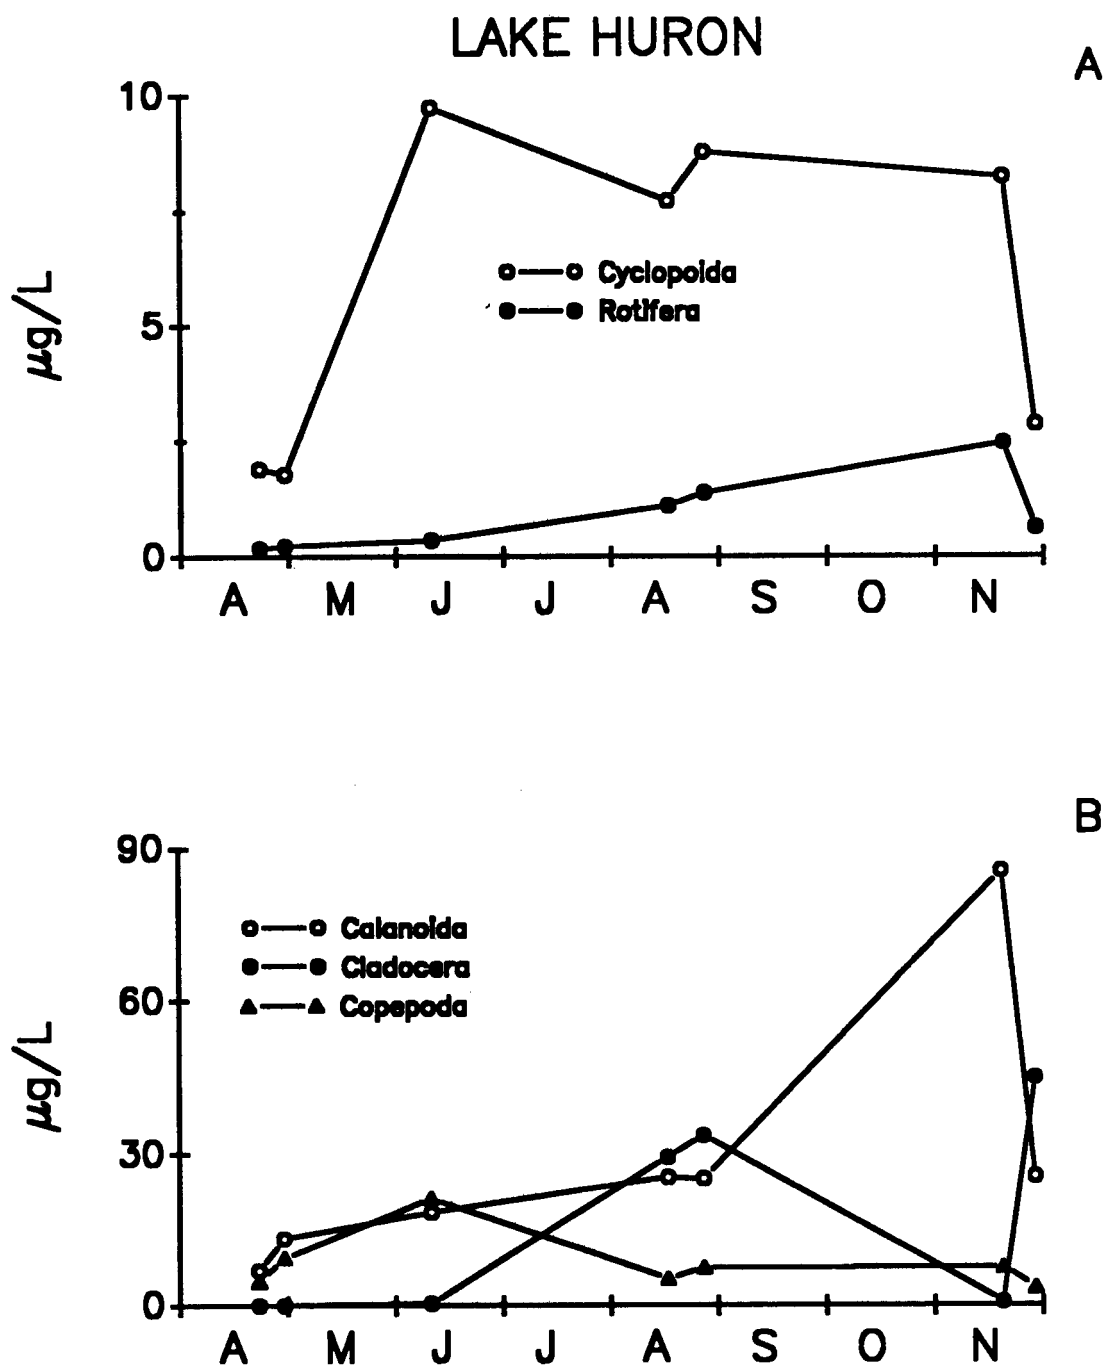 LAKE HURON
A
10
5
0
µg/L
Cyclopoida
Rotifera
A M J J A S O N
B
90
60
30
0
µg/L
Calanoida
Cladocera
Copepoda
A M J J A S O N